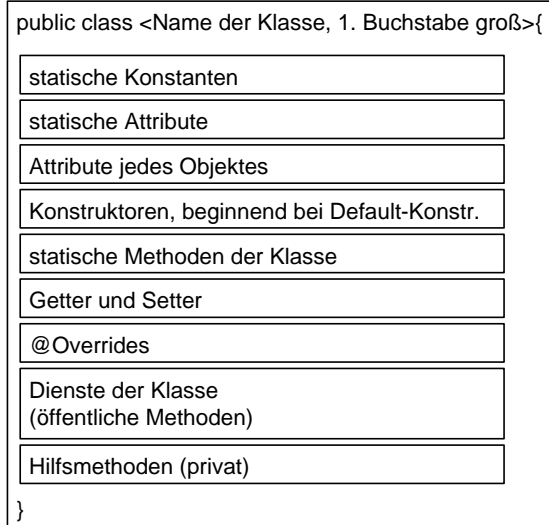 public class <Name der Klasse, 1. Buchstabe groß>{
statische Konstanten
statische Attribute
Attribute jedes Objektes
Konstruktoren, beginnend bei Default-Konstr.
statische Methoden der Klasse
Getter und Setter
@Overrides
Dienste der Klasse
(öffentliche Methoden)
Hilfsmethoden (privat)
}